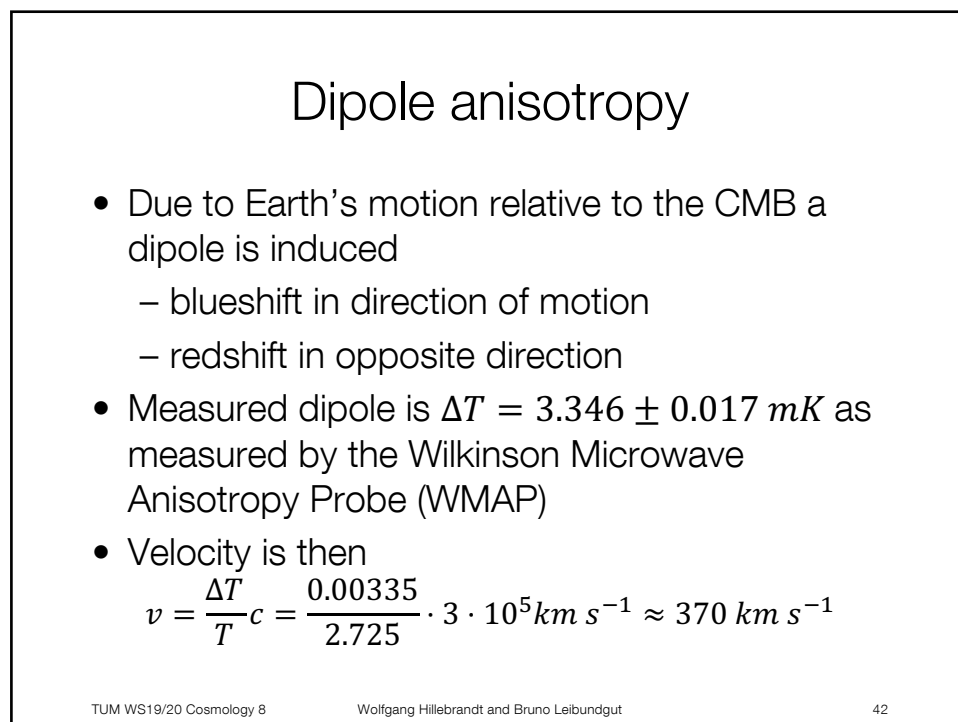 Dipole anisotropy
• Due to Earth's motion relative to the CMB a
dipole is induced
– blueshift in direction of motion
– redshift in opposite direction
• Measured dipole is ΔT = 3.346 ± 0.017 mK as
measured by the Wilkinson Microwave
Anisotropy Probe (WMAP)
• Velocity is then
v = ΔT/T c = 0.00335/2.725 · 3 · 10⁵km s⁻¹ ≈ 370 km s⁻¹
TUM WS19/20 Cosmology 8 Wolfgang Hillebrandt and Bruno Leibundgut 42